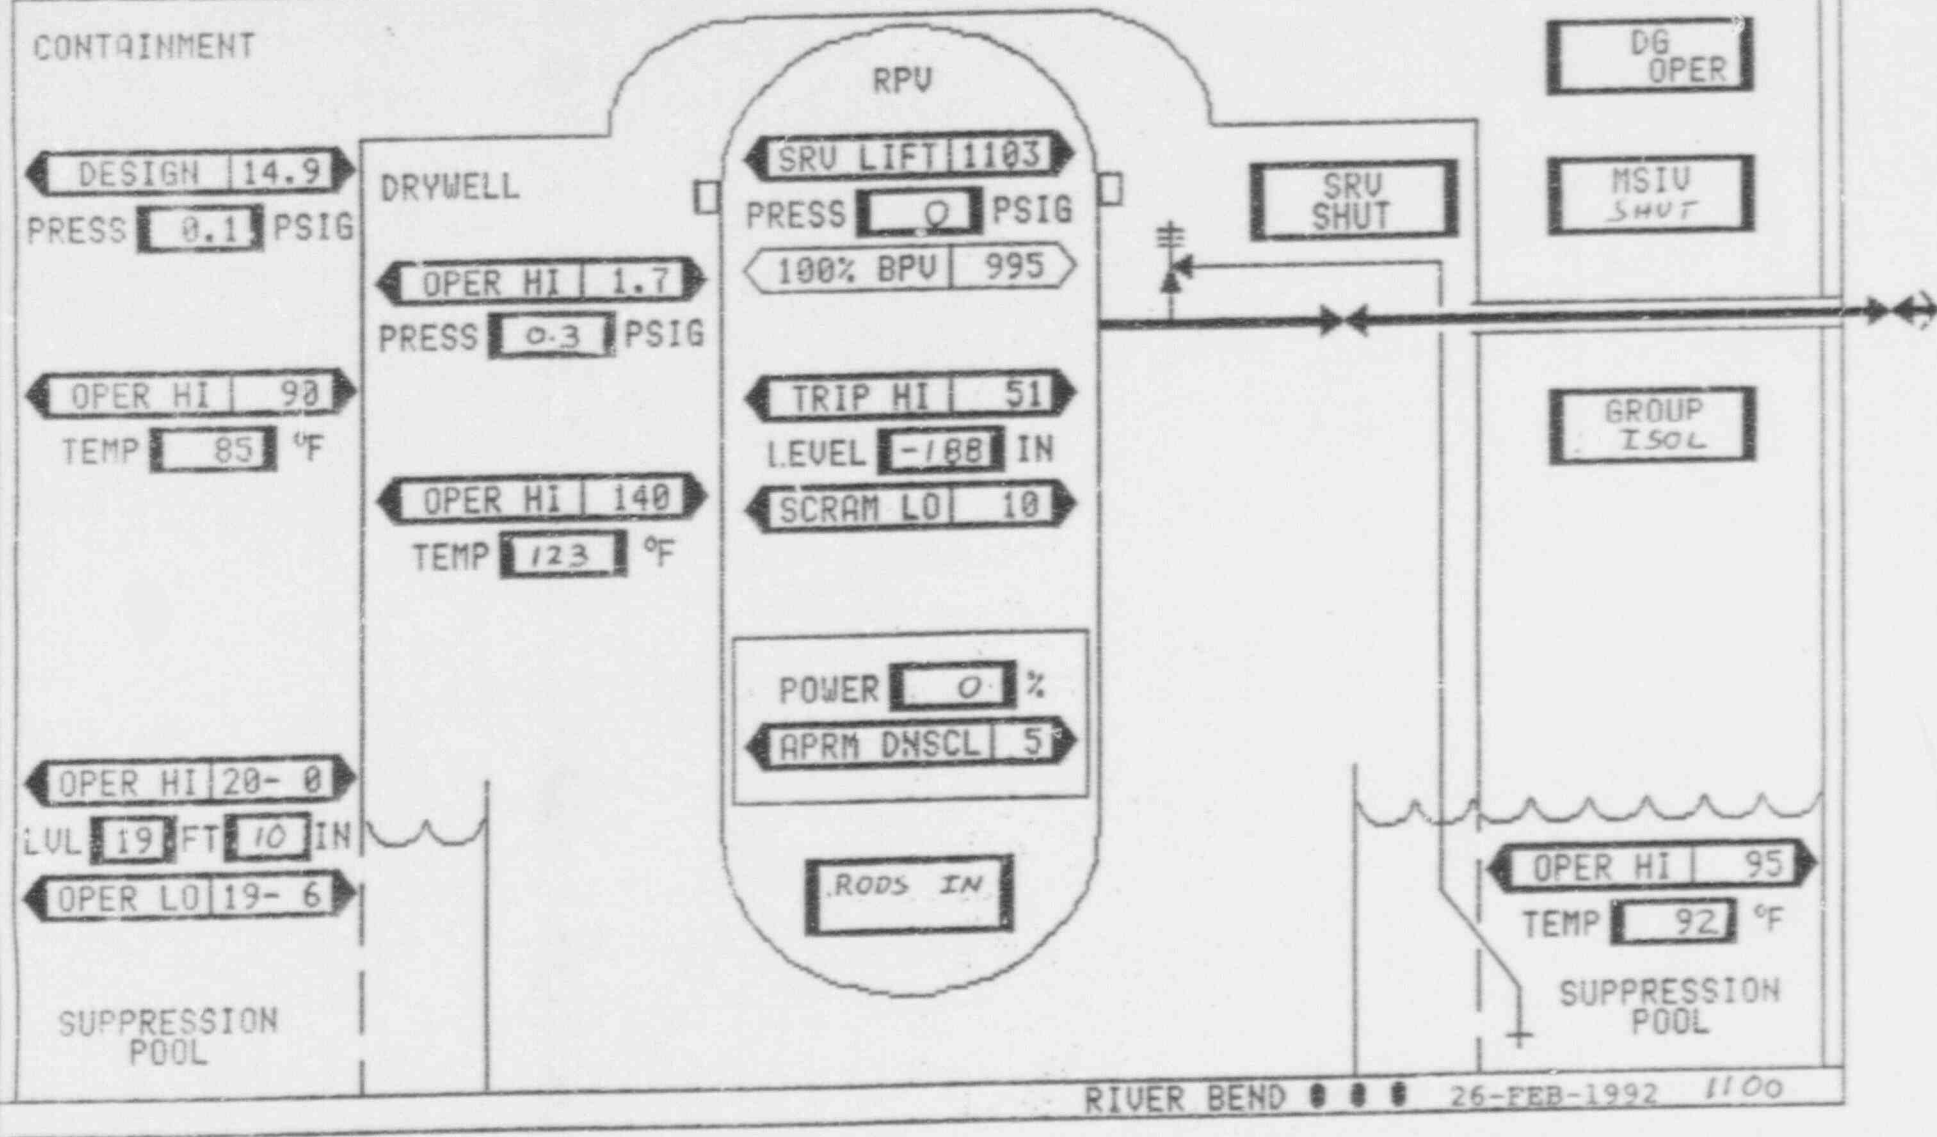 CONTAINMENT
DESIGN 14.9
PRESS 0.1 PSIG
OPER HI 90
TEMP 85 °F
OPER HI 20- 0
LVL 19 FT 10 IN
OPER LO 19- 6
SUPPRESSION
POOL
DRYWELL
OPER HI 1.7
PRESS 0.3 PSIG
OPER HI 140
TEMP 123 °F
RPV
SRV LIFT 1103
PRESS 0 PSIG
100% BPV 995
TRIP HI 51
LEVEL -188 IN
SCRAM LO 10
POWER 0 %
APRM DNSCL 5
RODS IN
SRV
SHUT
DG
OPER
MSIV
SHUT
GROUP
ISOL
OPER HI 95
TEMP 92 °F
SUPPRESSION
POOL
RIVER BEND 26-FEB-1992 1100